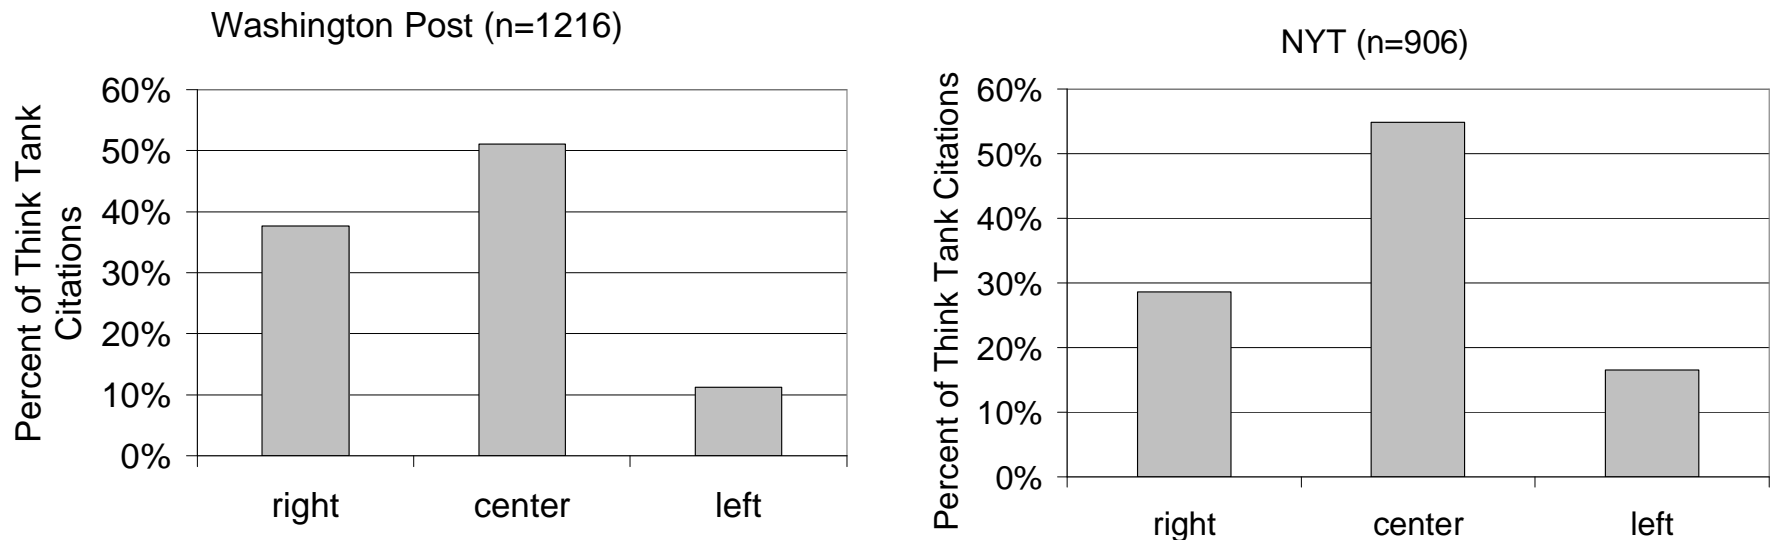 Washington Post (n=1216)
Percent of Think Tank
Citations
60%
50%
40%
30%
20%
10%
0%
right center left
NYT (n=906)
Percent of Think Tank Citations
60%
50%
40%
30%
20%
10%
0%
right center left